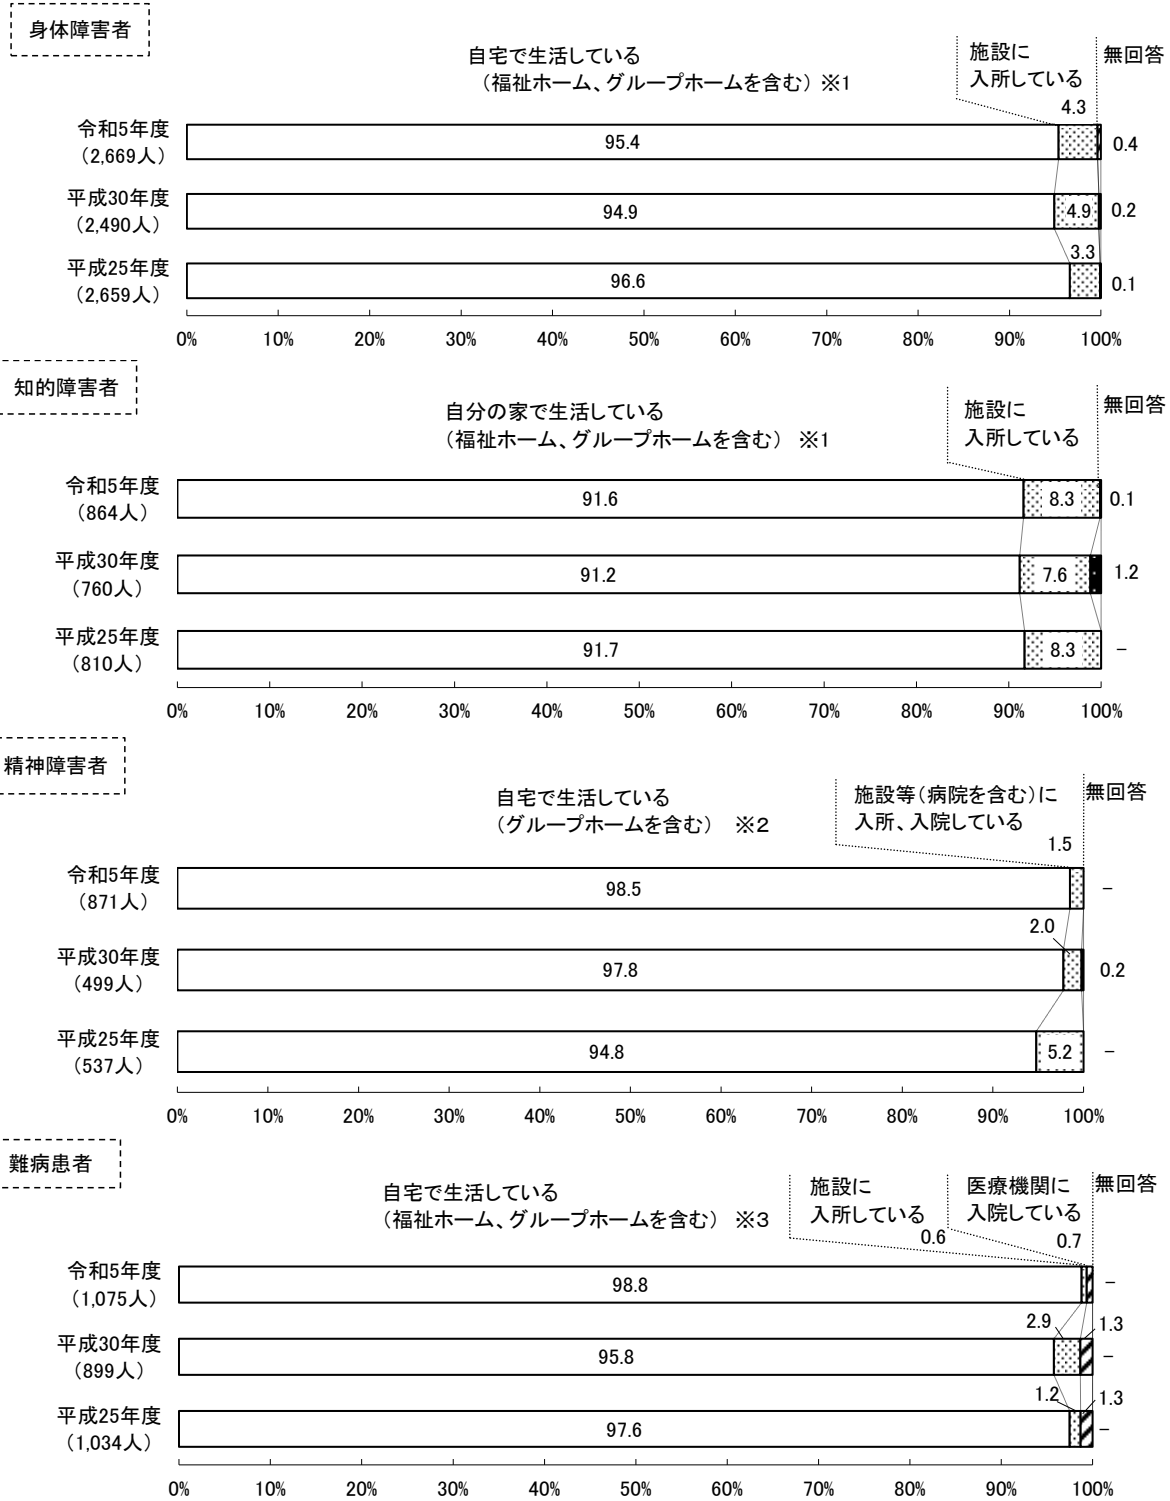 身体障害者
自宅で生活している
（福祉ホーム、グループホームを含む）※1
施設に
入所している
無回答
4.3
令和5年度
（2,669人）
95.4
0.4
平成30年度
（2,490人）
94.9
4.9
0.2
3.3
平成25年度
（2,659人）
96.6
0.1
0% 10% 20% 30% 40% 50% 60% 70% 80% 90% 100%
知的障害者
自分の家で生活している
（福祉ホーム、グループホームを含む） ※1
施設に
入所している
無回答
令和5年度
（864人）
91.6
8.3
0.1
平成30年度
（760人）
91.2
7.6
1.2
平成25年度
（810人）
91.7
8.3
－
0% 10% 20% 30% 40% 50% 60% 70% 80% 90% 100%
精神障害者
自宅で生活している
（グループホームを含む） ※2
施設等（病院を含む）に
入所、入院している
無回答
1.5
令和5年度
（871人）
98.5
－
2.0
平成30年度
（499人）
97.8
0.2
平成25年度
（537人）
94.8
5.2
－
0% 10% 20% 30% 40% 50% 60% 70% 80% 90% 100%
難病患者
自宅で生活している
（福祉ホーム、グループホームを含む） ※3
施設に
入所している
医療機関に
入院している
無回答
0.6
0.7
令和5年度
（1,075人）
98.8
－
2.9
1.3
平成30年度
（899人）
95.8
－
1.2
1.3
平成25年度
（1,034人）
97.6
－
0% 10% 20% 30% 40% 50% 60% 70% 80% 90% 100%